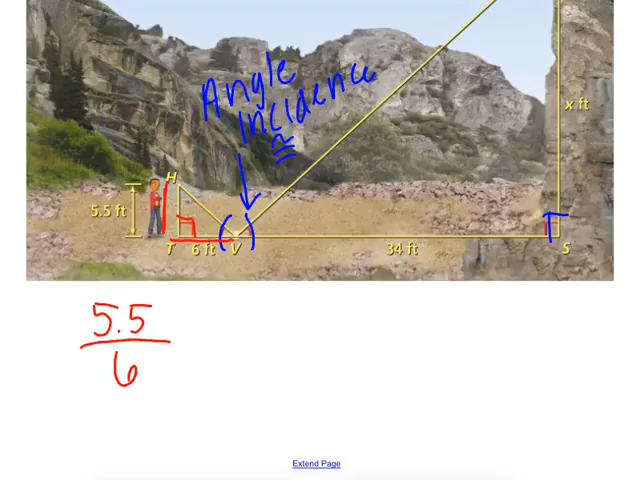 Angle
incidence
≅
x ft
H
5.5 ft
T 6 ft V 34 ft S
5.5
6
Extend Page